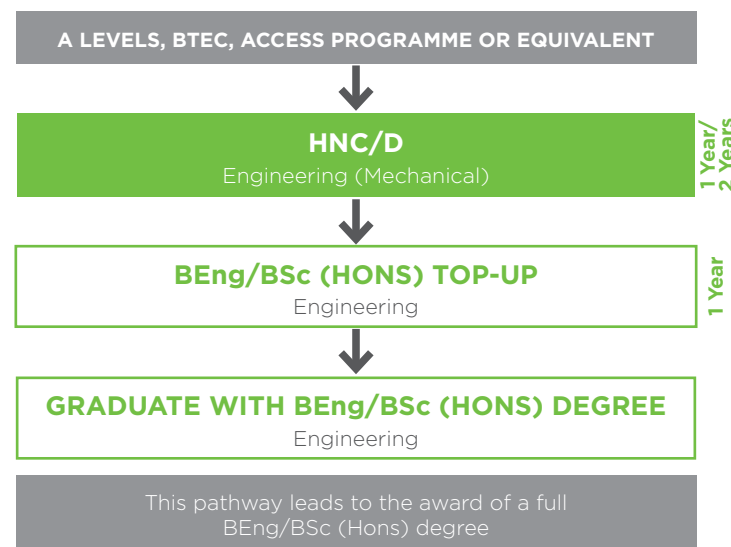 A LEVELS, BTEC, ACCESS PROGRAMME OR EQUIVALENT
HNC/D
Engineering (Mechanical)
1 Year/
2 Years
BEng/BSc (HONS) TOP-UP
Engineering
1 Year
GRADUATE WITH BEng/BSc (HONS) DEGREE
Engineering
This pathway leads to the award of a full
BEng/BSc (Hons) degree